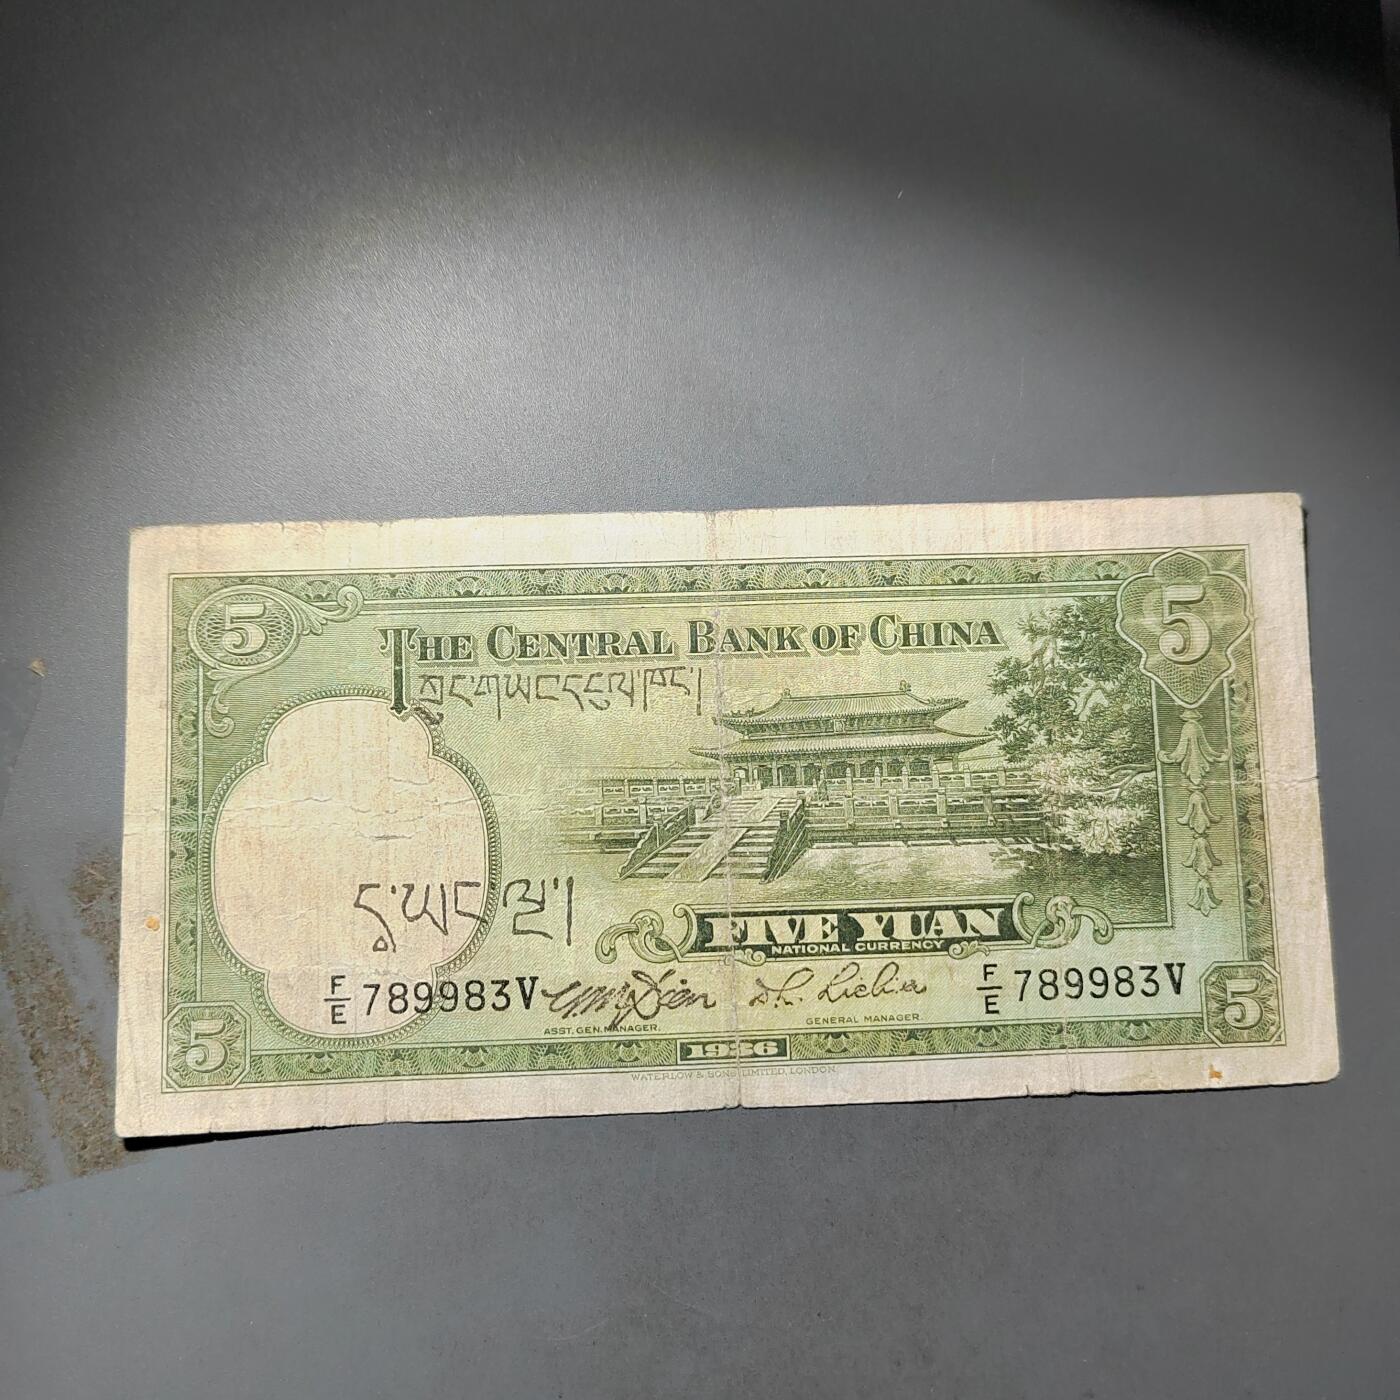 5
5
THE CENTRAL BANK OF CHINA
FIVE YUAN
NATIONAL CURRENCY
F/E 789983V
F/E 789983V
ASST. GEN. MANAGER.
GENERAL MANAGER.
5
1936
5
WATERLOW & SONS LIMITED, LONDON.